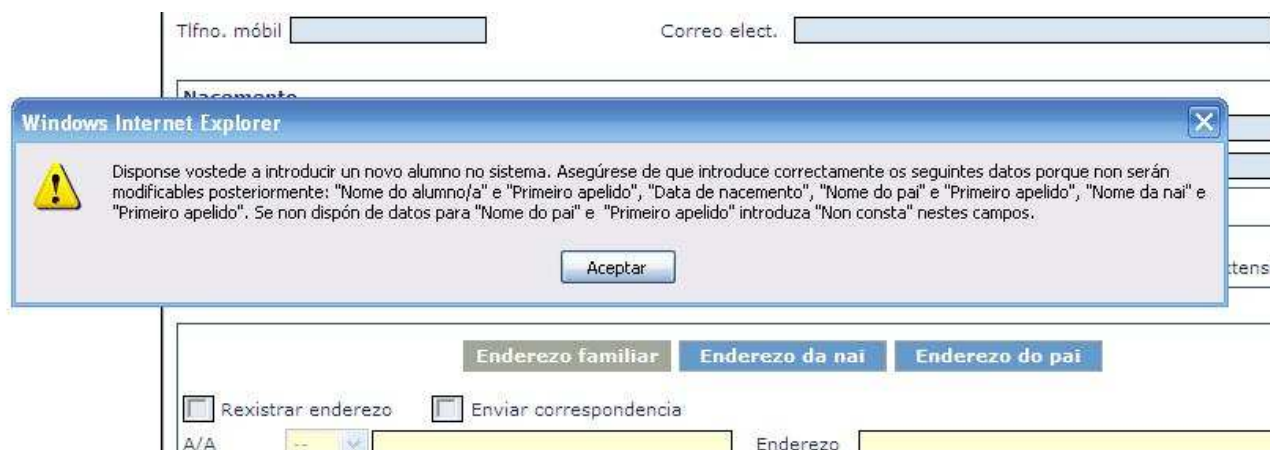 Tlfno. móbil Correo elect.
Nacemento
Windows Internet Explorer
Disponse vostede a introducir un novo alumno no sistema. Asegúrese de que introduce correctamente os seguintes datos porque non serán
modificables posteriormente: "Nome do alumno/a" e "Primeiro apelido", "Data de nacemento", "Nome do pai" e "Primeiro apelido", "Nome da nai" e
"Primeiro apelido". Se non dispón de datos para "Nome do pai" e "Primeiro apelido" introduza "Non consta" nestes campos.
Aceptar
Enderezo familiar Enderezo da nai Enderezo do pai
Rexistrar enderezo Enviar correspondencia
A/A -- Enderezo